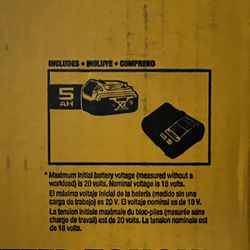 INCLUDES • INCLUYE • COMPREND
5
AH
XR
* Maximum initial battery voltage (measured without a
workload) is 20 volts. Nominal voltage is 18 volts.
El máximo voltaje inicial de la batería (medido sin una
carga de trabajo) es 20 V. El voltaje nominal es de 18 V.
La tension initiale maximale du bloc-piles (mesurée sans
charge de travail) est de 20 volts. La tension nominale est
de 18 volts.